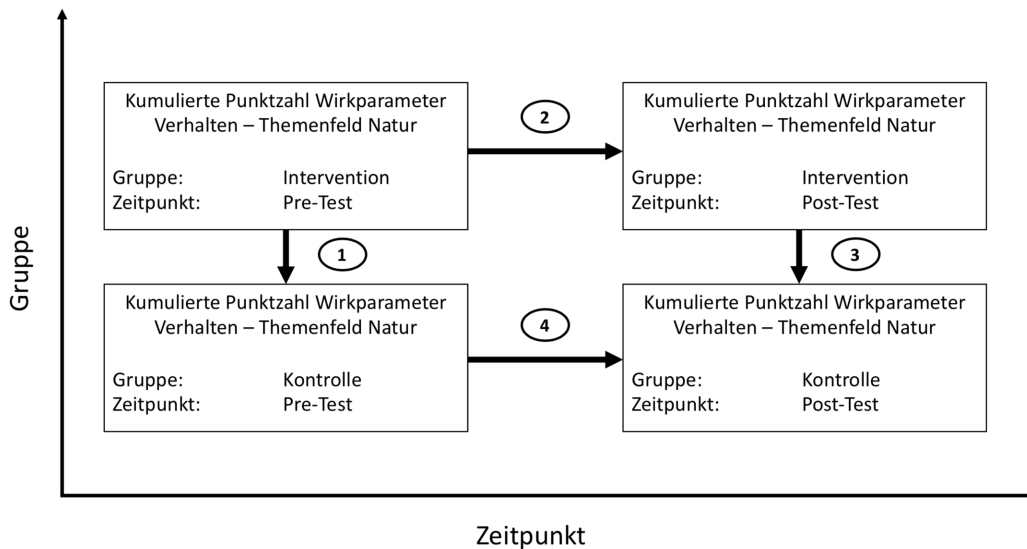 Kumulierte Punktzahl Wirkparameter
Verhalten – Themenfeld Natur
Gruppe: Intervention
Zeitpunkt: Pre-Test
2
Kumulierte Punktzahl Wirkparameter
Verhalten – Themenfeld Natur
Gruppe: Intervention
Zeitpunkt: Post-Test
1
3
Gruppe
Kumulierte Punktzahl Wirkparameter
Verhalten – Themenfeld Natur
Gruppe: Kontrolle
Zeitpunkt: Pre-Test
4
Kumulierte Punktzahl Wirkparameter
Verhalten – Themenfeld Natur
Gruppe: Kontrolle
Zeitpunkt: Post-Test
Zeitpunkt